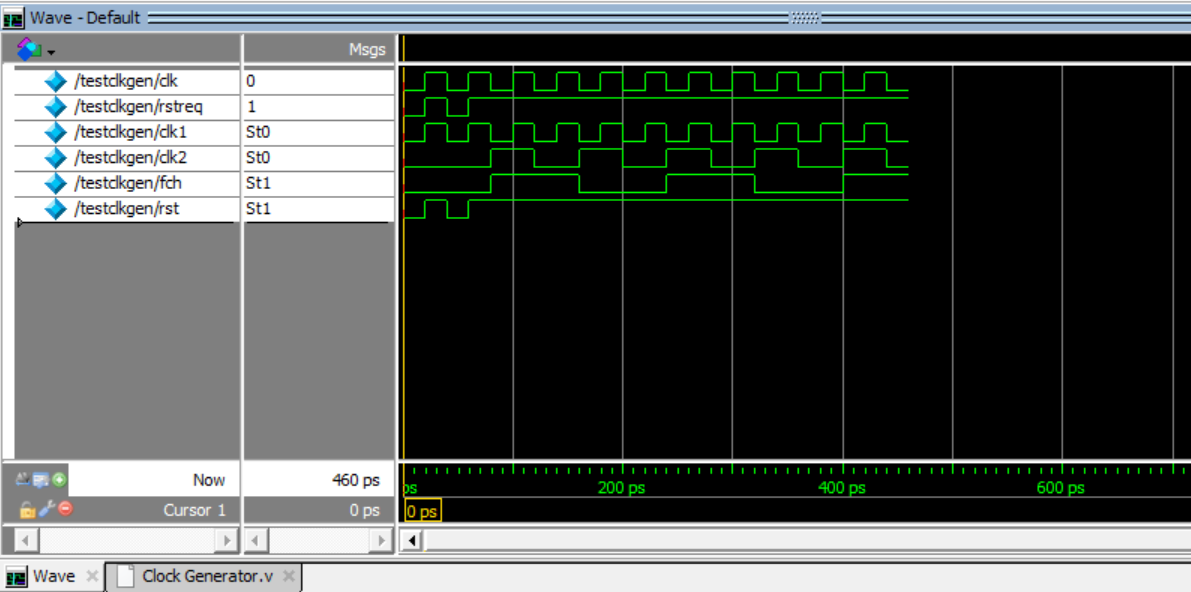 Wave - Default
Msgs
/testclkgen/clk 0
/testclkgen/rstreq 1
/testclkgen/clk1 St0
/testclkgen/clk2 St0
/testclkgen/fch St1
/testclkgen/rst St1
Now 460 ps ps 200 ps 400 ps 600 ps
Cursor 1 0 ps 0 ps
Wave Clock Generator.v